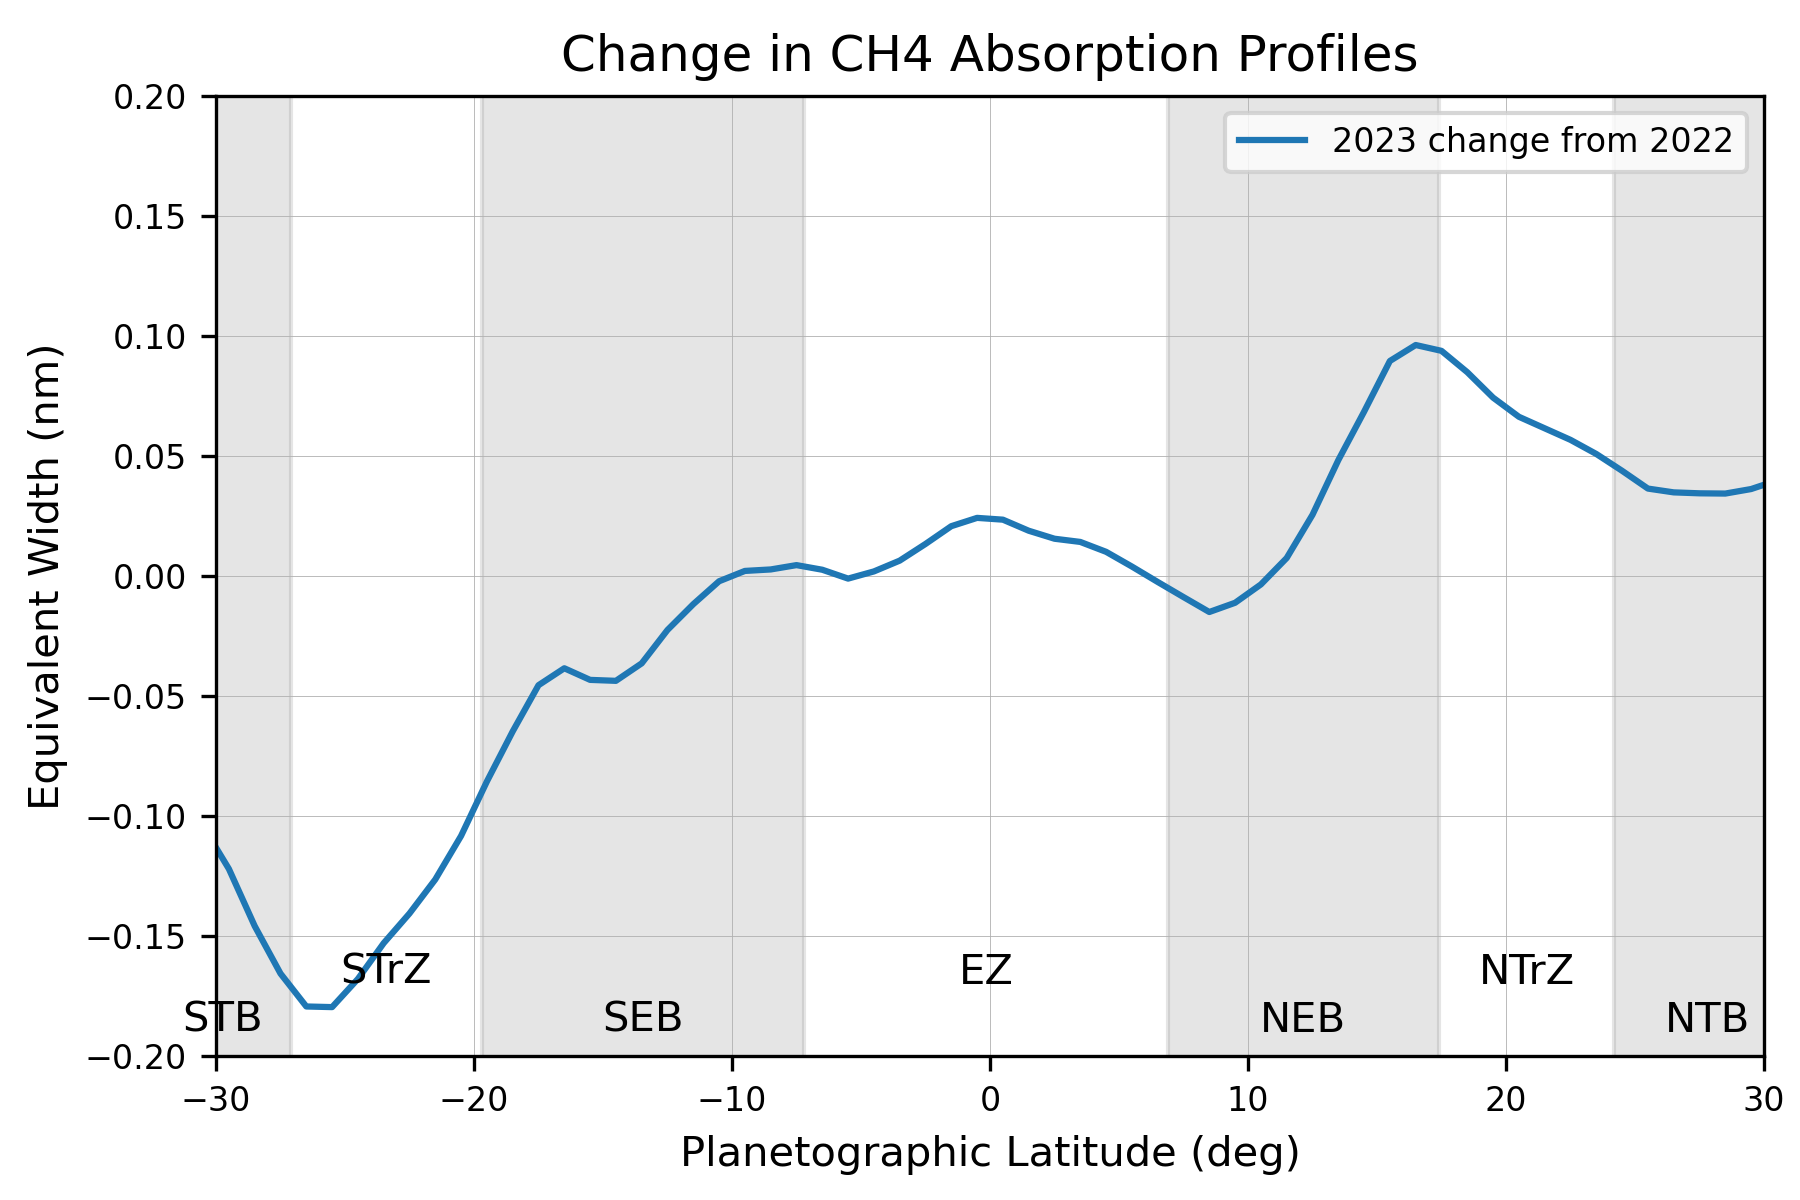 Change in CH4 Absorption Profiles
2023 change from 2022
0.20
0.15
0.10
0.05
0.00
−0.05
−0.10
−0.15
−0.20
Equivalent Width (nm)
STrZ
EZ
NTrZ
STB
SEB
NEB
NTB
−30
−20
−10
0
10
20
30
Planetographic Latitude (deg)